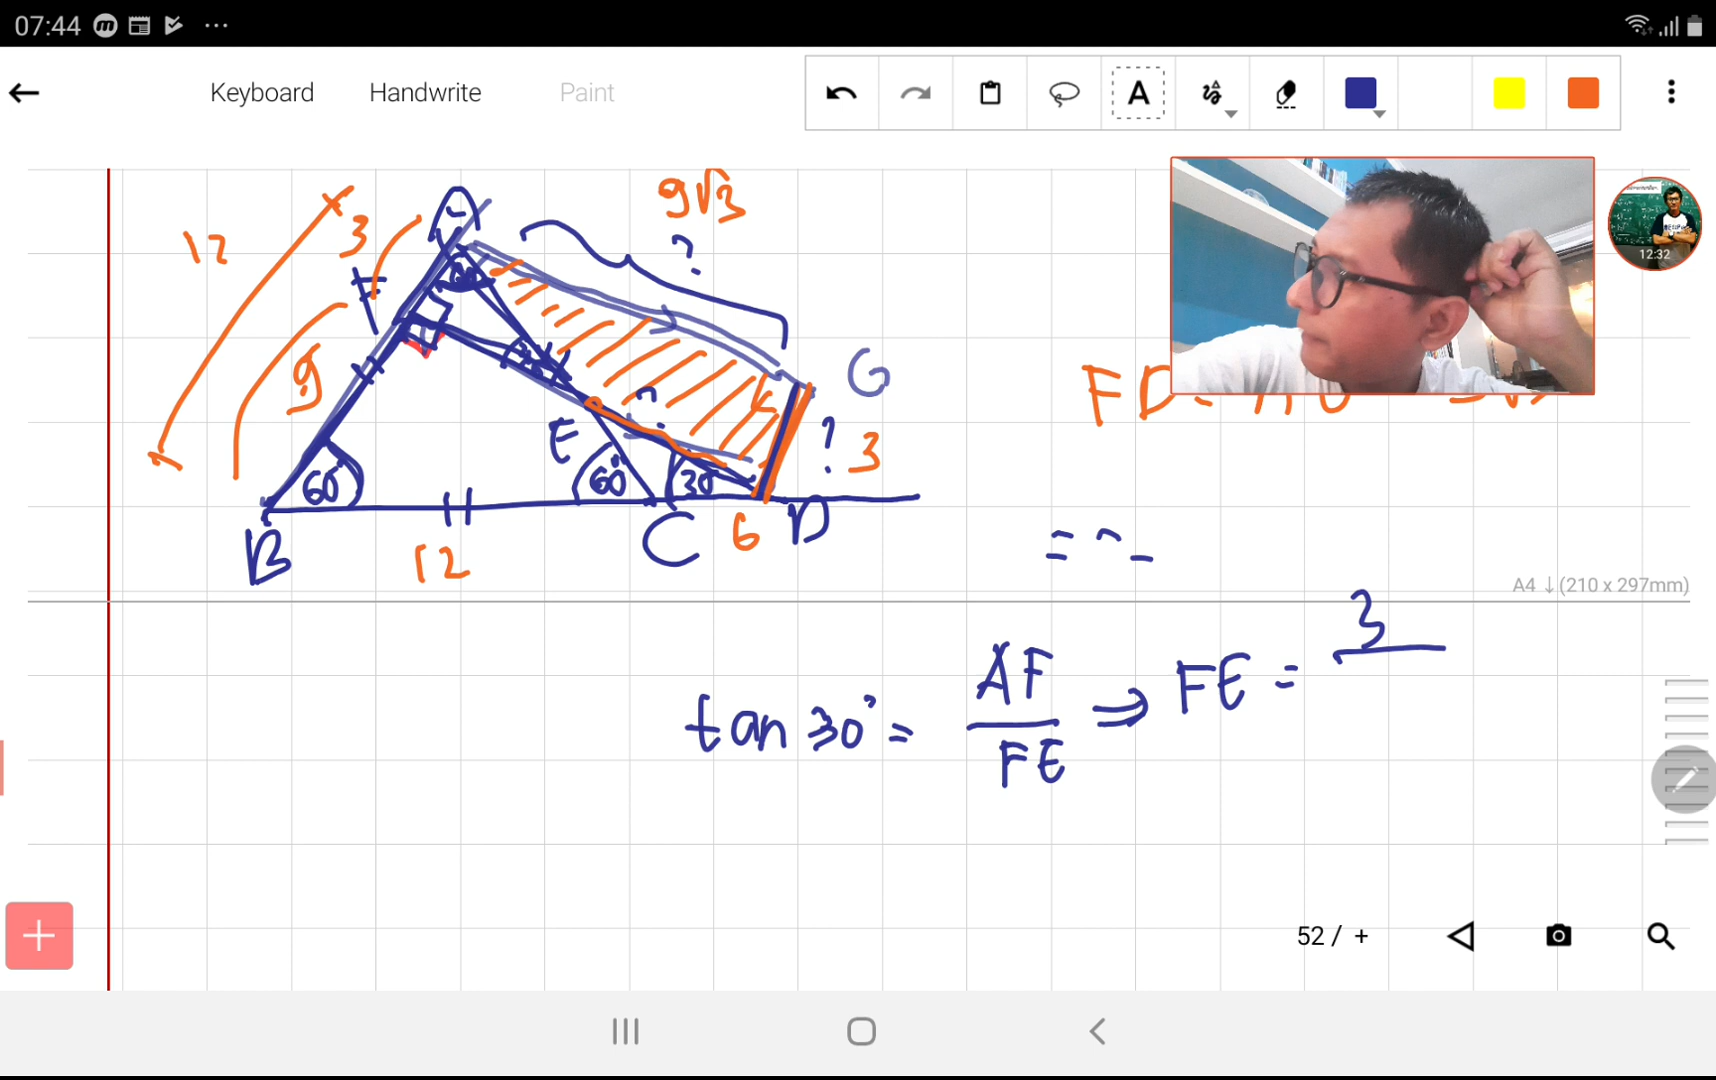 07:44
Keyboard Handwrite Paint A
12 3 9√3
F ?
9 G
E ? 3
60° 60° 30
B 12 C 6 D
FD
A4 ↓(210 x 297mm)
tan 30° = AF / FE ⇒ FE = 3
12:32
52 / +